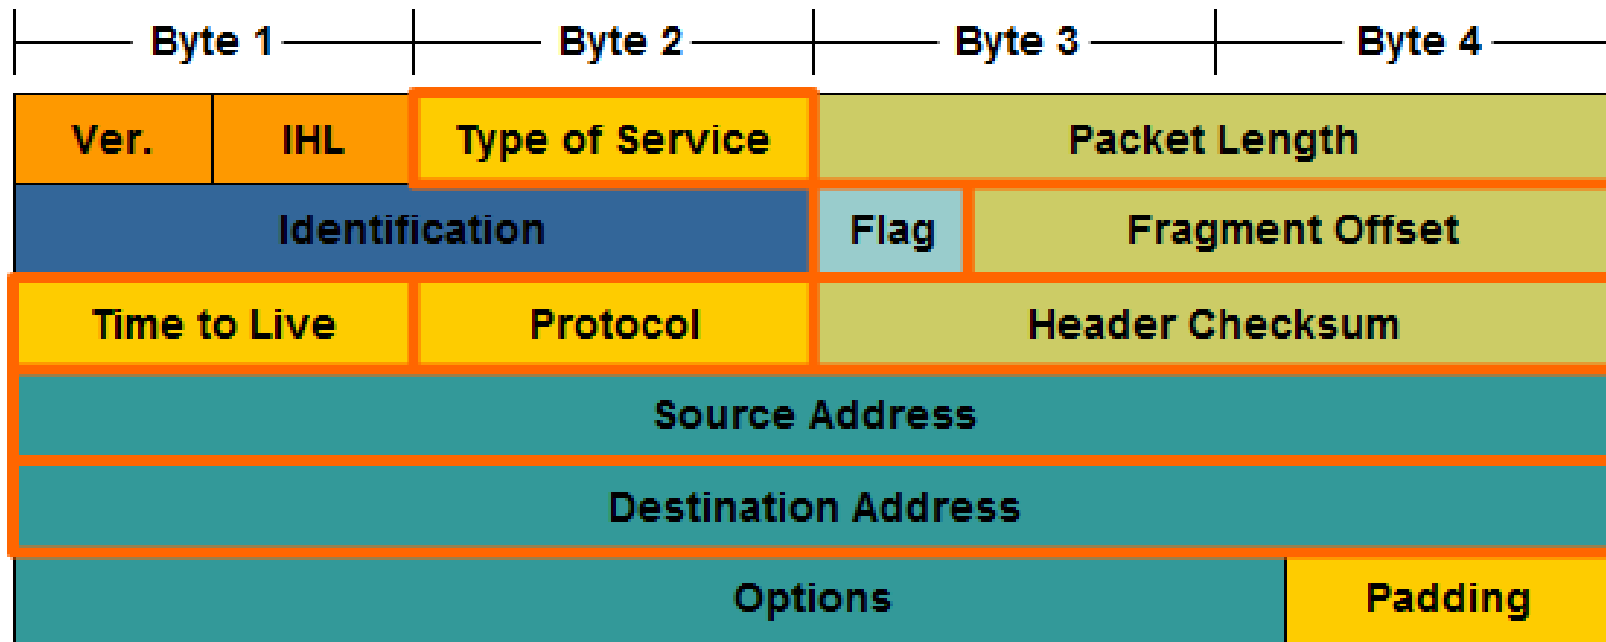 Byte 1 Byte 2 Byte 3 Byte 4
Ver. IHL Type of Service Packet Length
Identification Flag Fragment Offset
Time to Live Protocol Header Checksum
Source Address
Destination Address
Options Padding